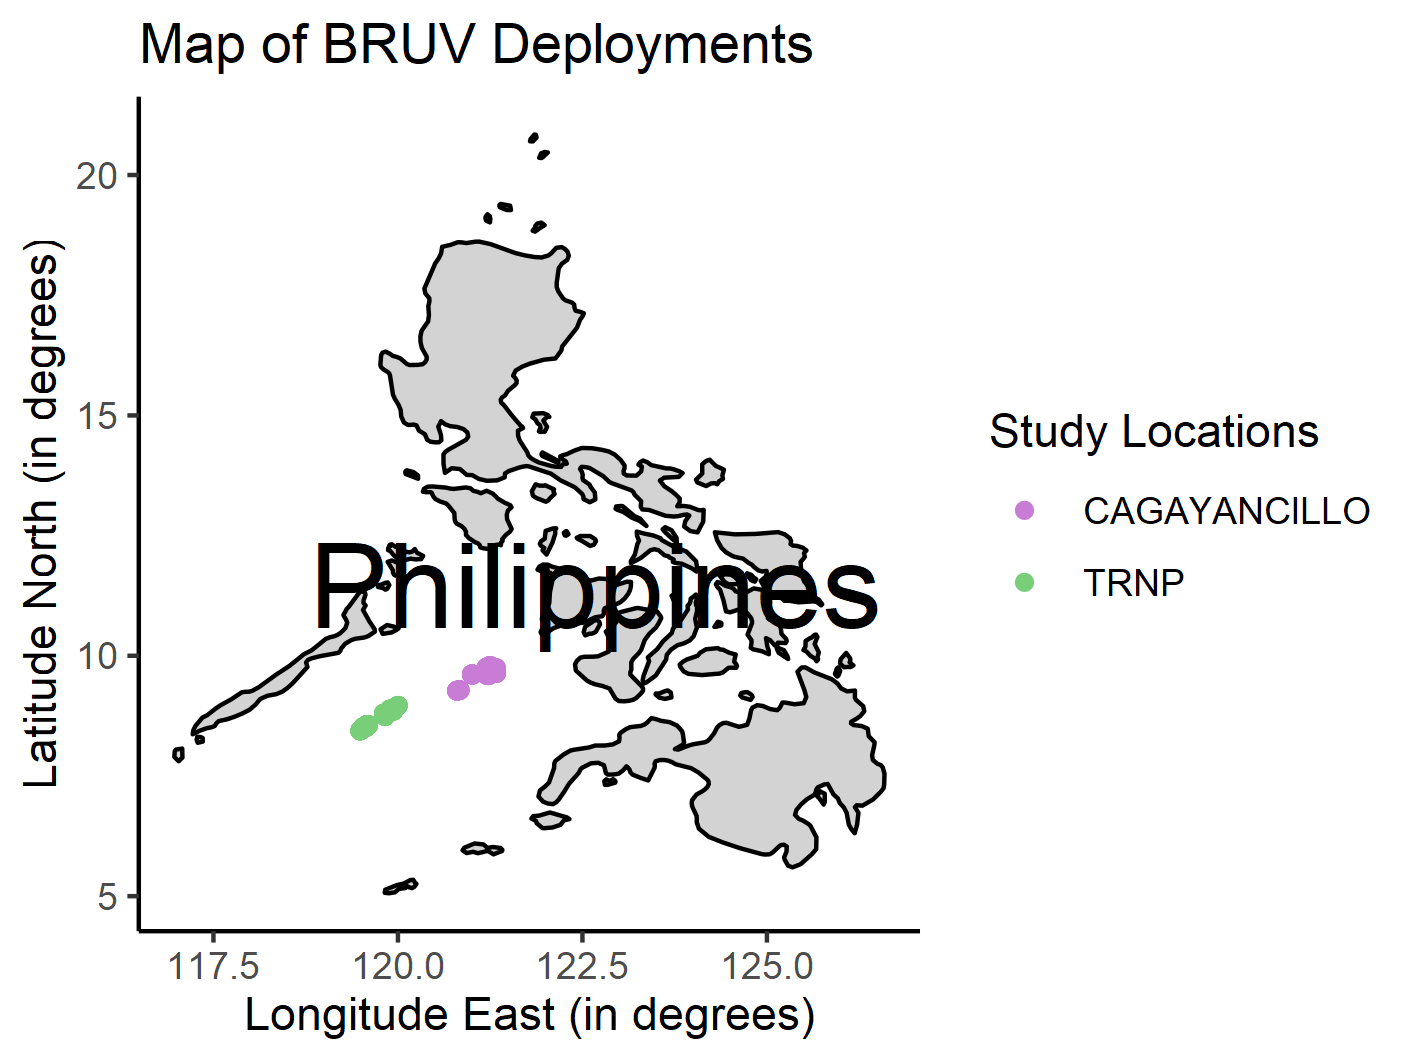 Map of BRUV Deployments
Latitude North (in degrees)
20
15
10
5
Philippines
117.5
120.0
122.5
125.0
Longitude East (in degrees)
Study Locations
CAGAYANCILLO
TRNP